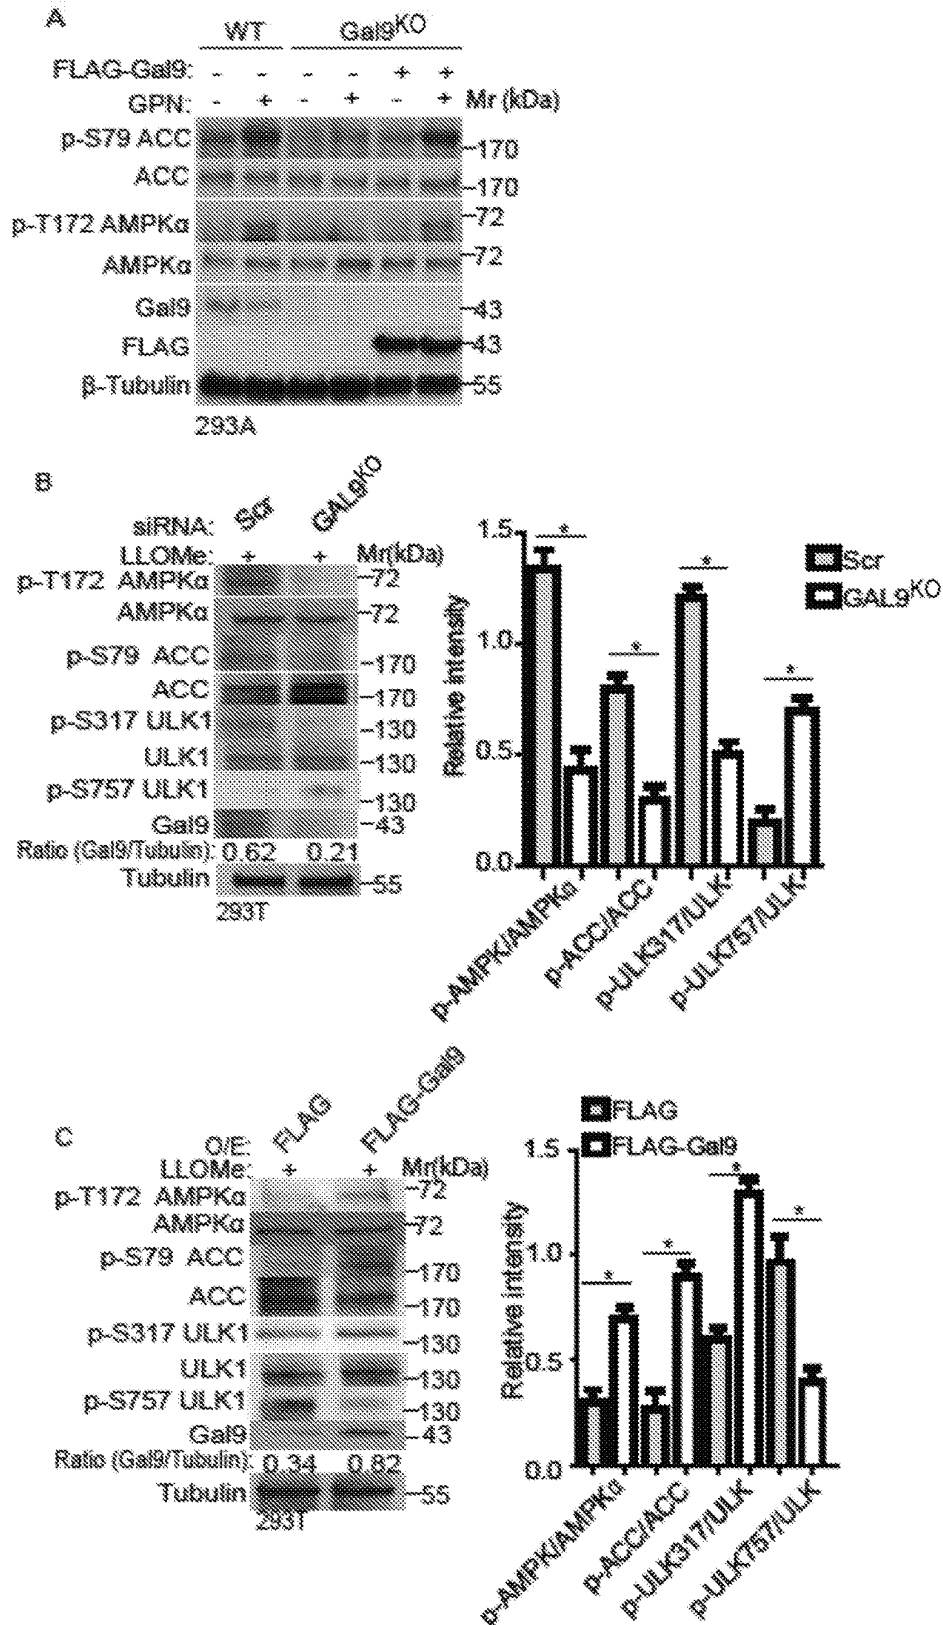 A
WT Gal9KO
FLAG-Gal9: - - - - + +
GPN: - + - + - + Mr (kDa)
p-S79 ACC -170
ACC -170
p-T172 AMPKα -72
AMPKα -72
Gal9 -43
FLAG -43
β-Tubulin -55
293A
B
siRNA: Scr GAL9KO
LLOMe: + + Mr(kDa)
p-T172 AMPKα -72
AMPKα -72
p-S79 ACC -170
ACC -170
p-S317 ULK1 -130
ULK1 -130
p-S757 ULK1 -130
Gal9 -43
Ratio (Gal9/Tubulin): 0.62 0.21
Tubulin -55
293T
Relative intensity
1.5
1.0
0.5
0.0
* * * *
Scr
GAL9KO
p-AMPK/AMPKα
p-ACC/ACC
p-ULK317/ULK
p-ULK757/ULK
C
O/E: FLAG FLAG-Gal9
LLOMe: + + Mr(kDa)
p-T172 AMPKα -72
AMPKα -72
p-S79 ACC -170
ACC -170
p-S317 ULK1 -130
ULK1 -130
p-S757 ULK1 -130
Gal9 -43
Ratio (Gal9/Tubulin): 0.34 0.82
Tubulin -55
293T
FLAG
FLAG-Gal9
Relative intensity
1.5
1.0
0.5
0.0
* * * *
p-AMPK/AMPKα
p-ACC/ACC
p-ULK317/ULK
p-ULK757/ULK